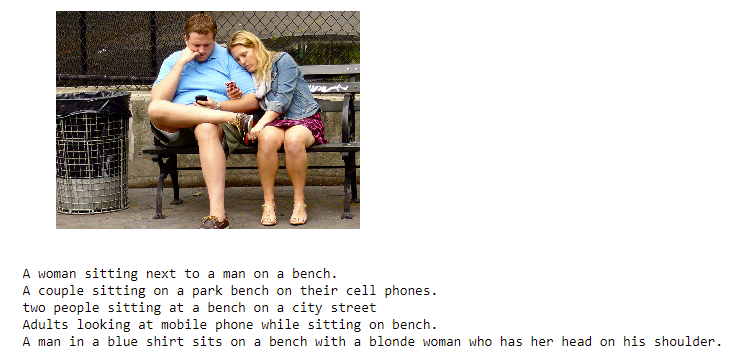 A woman sitting next to a man on a bench.
A couple sitting on a park bench on their cell phones.
two people sitting at a bench on a city street
Adults looking at mobile phone while sitting on bench.
A man in a blue shirt sits on a bench with a blonde woman who has her head on his shoulder.